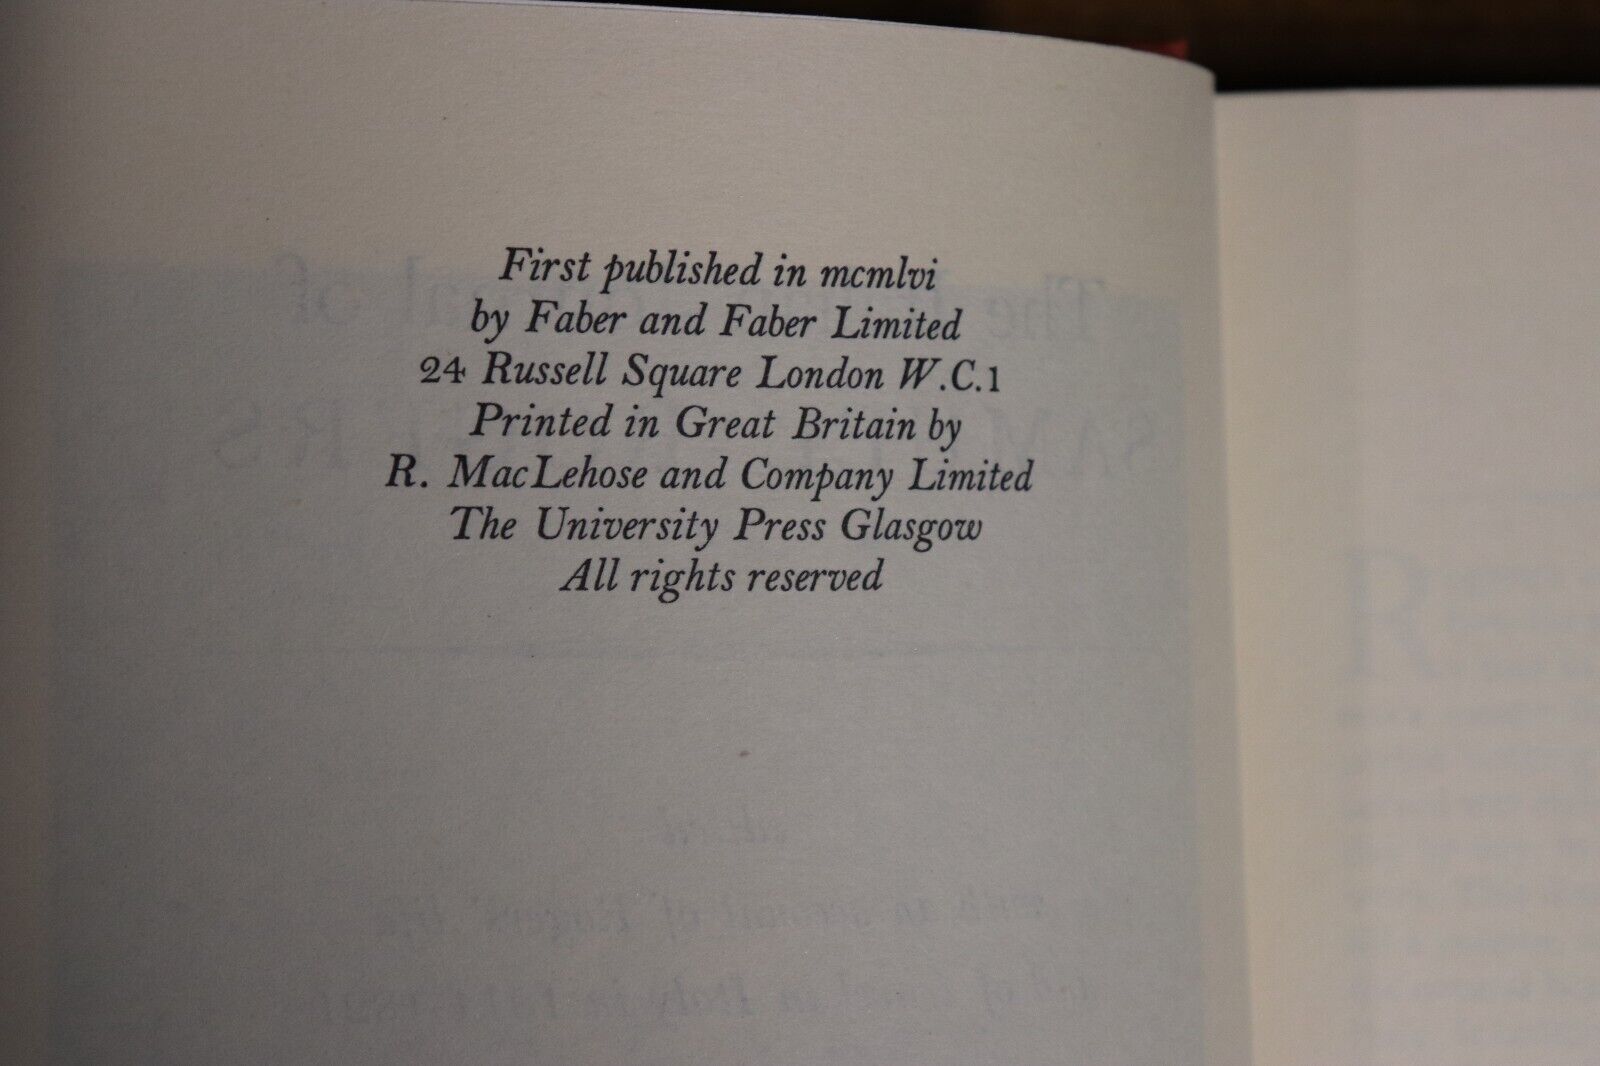 First published in mcmlvi
by Faber and Faber Limited
24 Russell Square London W.C.1
Printed in Great Britain by
R. MacLehose and Company Limited
The University Press Glasgow
All rights reserved